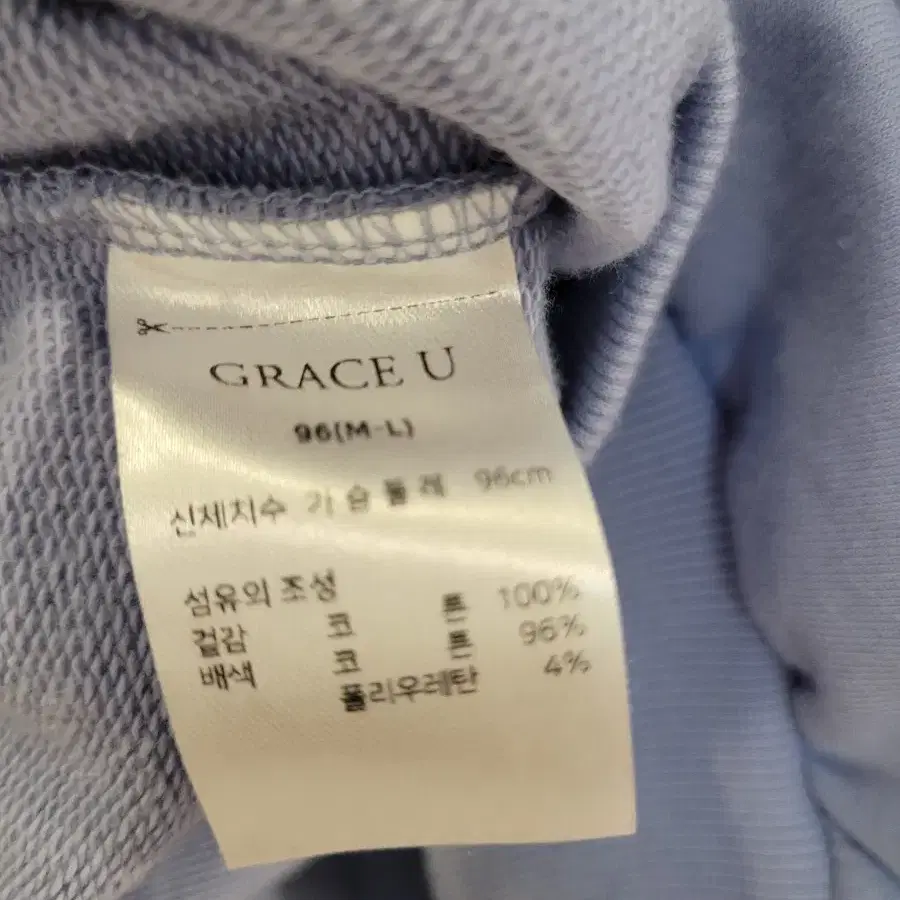 GRACE U
96(M-L)
신체치수 가슴둘레 96cm
섬유의 조성
겉감 코 튼 100%
배색 코 튼 96%
폴리우레탄 4%